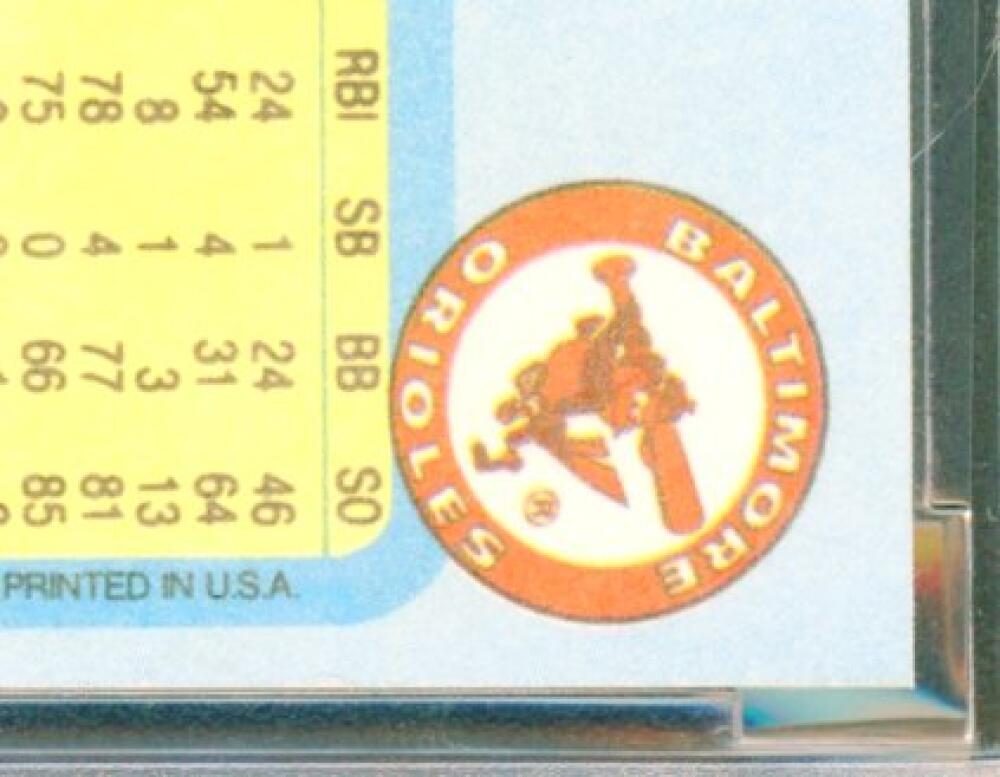 RBI SB BB SO
24 1 24 46
54 4 31 64
8 1 3 13
78 4 77 81
75 0 66 85
BALTIMORE
ORIOLES
®
PRINTED IN U.S.A.